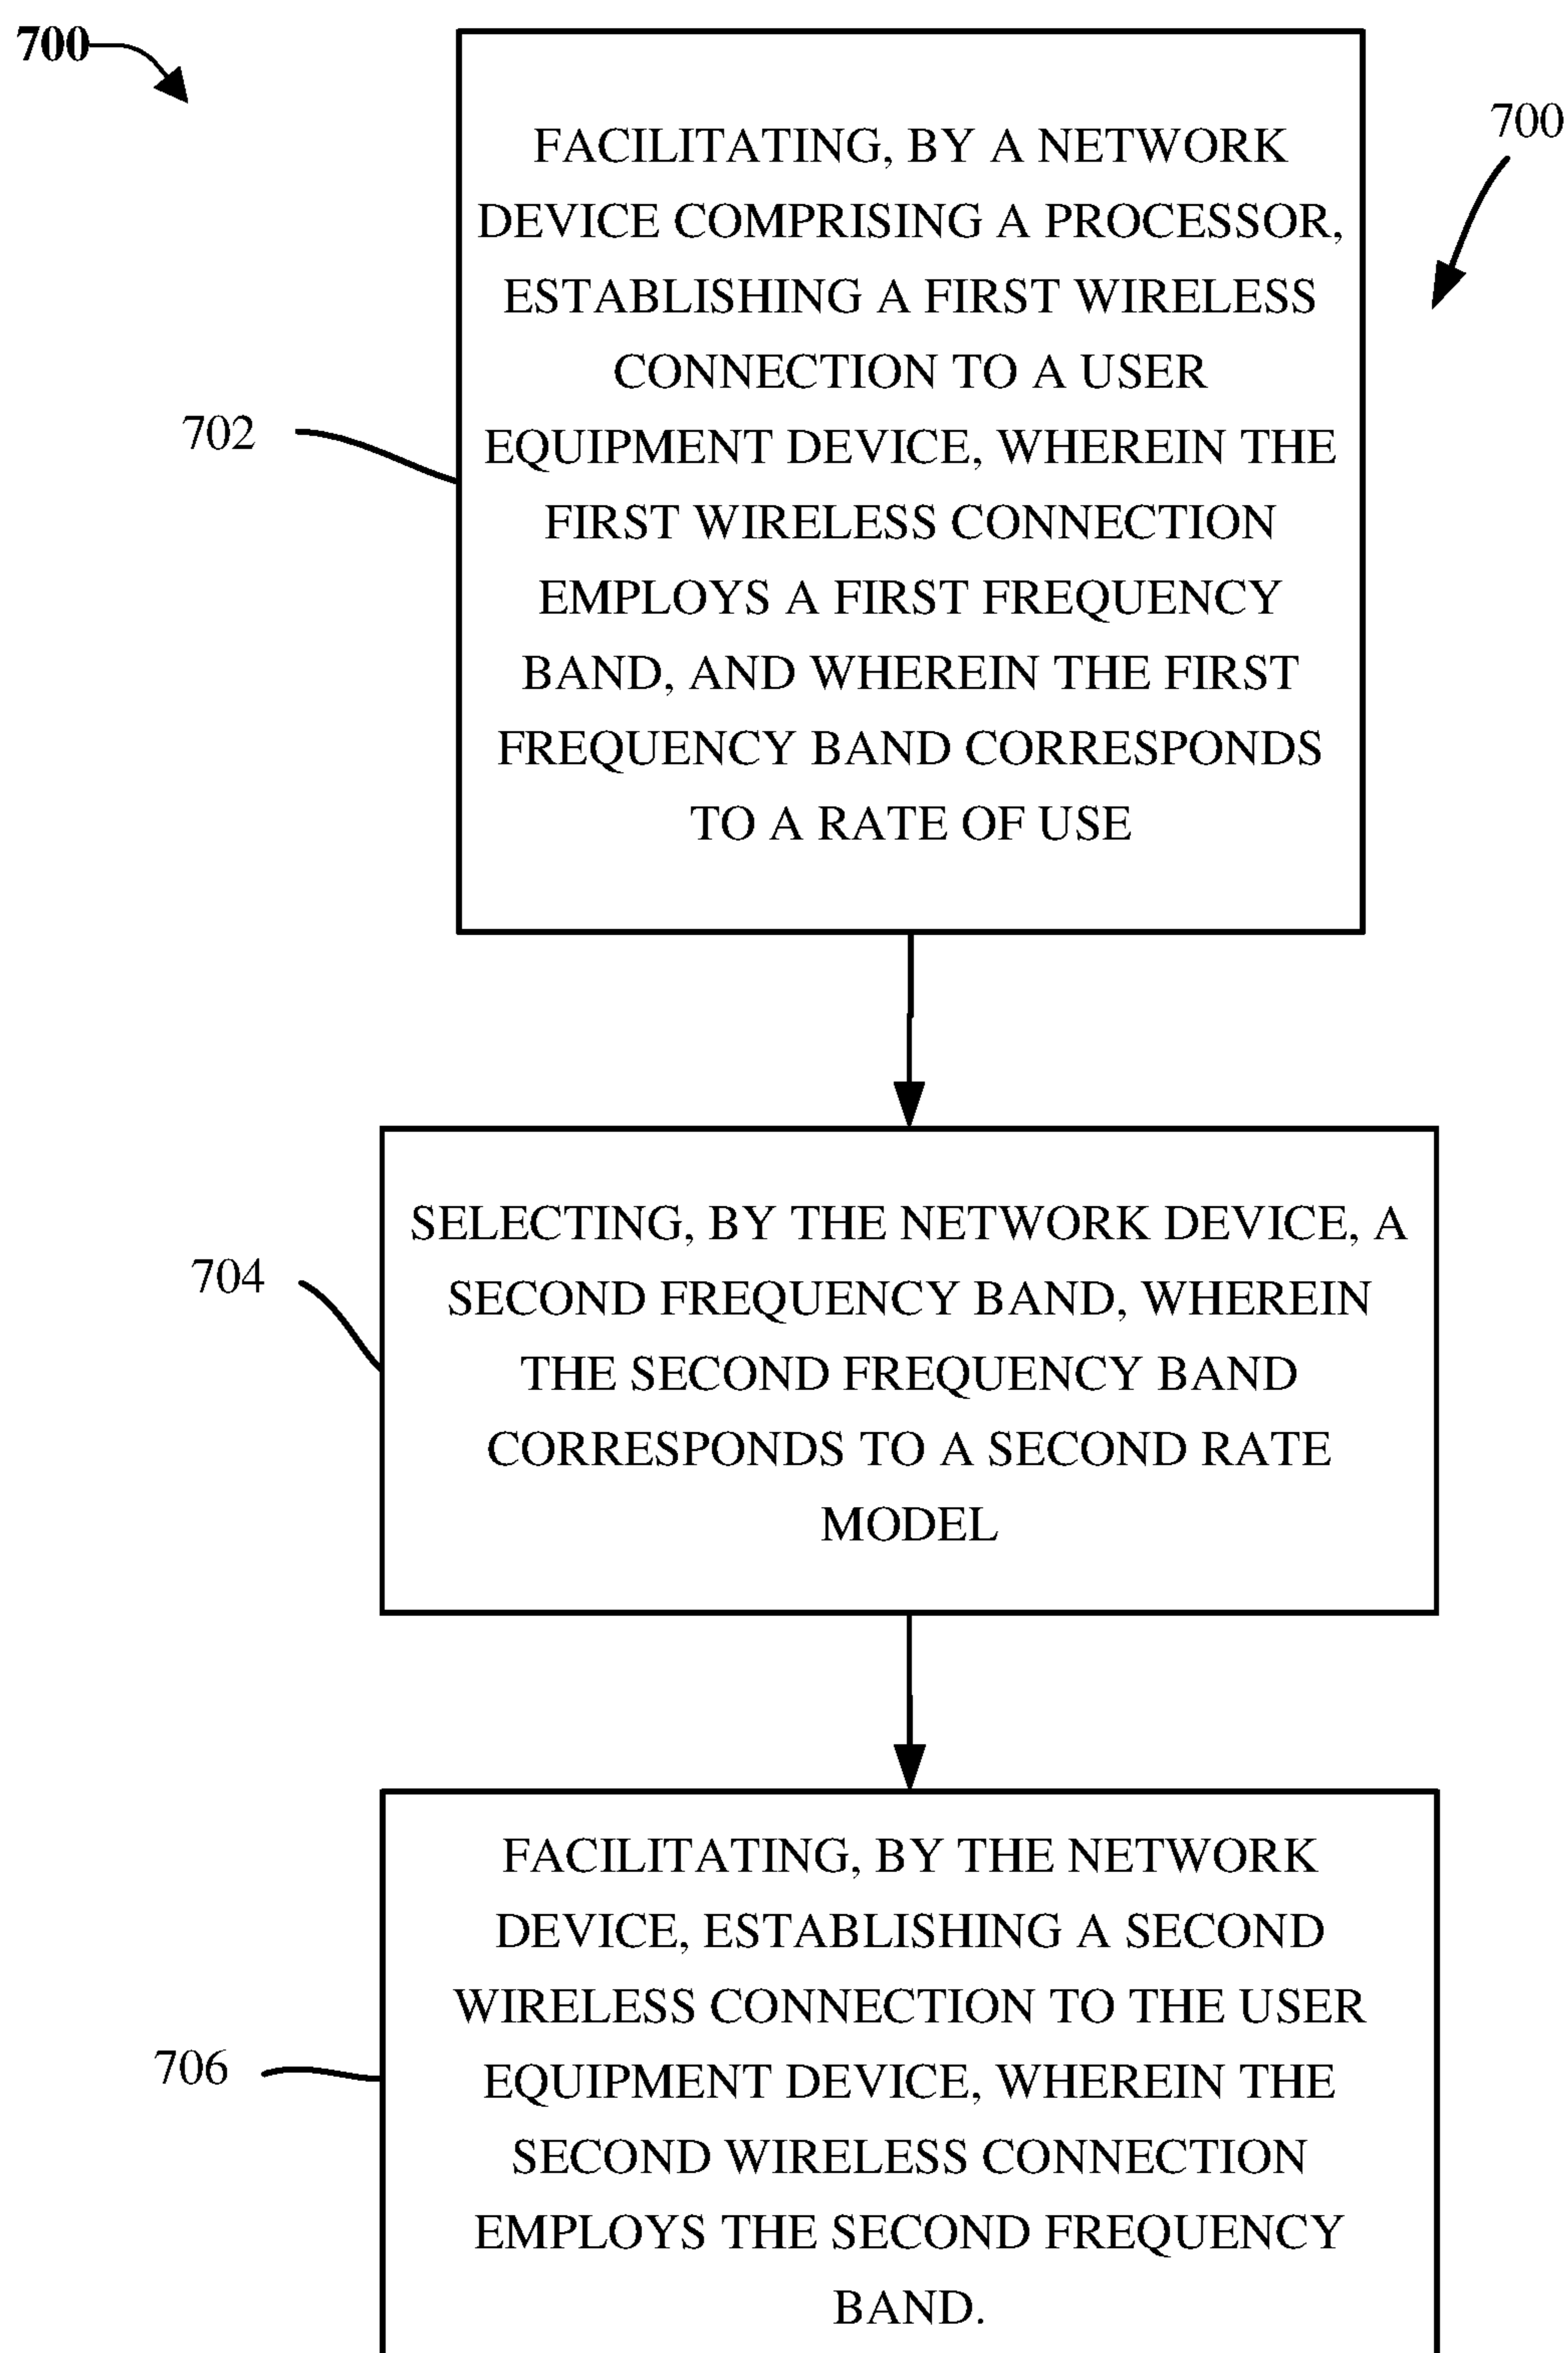 700
700
FACILITATING, BY A NETWORK
DEVICE COMPRISING A PROCESSOR,
ESTABLISHING A FIRST WIRELESS
CONNECTION TO A USER
EQUIPMENT DEVICE, WHEREIN THE
FIRST WIRELESS CONNECTION
EMPLOYS A FIRST FREQUENCY
BAND, AND WHEREIN THE FIRST
FREQUENCY BAND CORRESPONDS
TO A RATE OF USE
702
SELECTING, BY THE NETWORK DEVICE, A
SECOND FREQUENCY BAND, WHEREIN
THE SECOND FREQUENCY BAND
CORRESPONDS TO A SECOND RATE
MODEL
704
FACILITATING, BY THE NETWORK
DEVICE, ESTABLISHING A SECOND
WIRELESS CONNECTION TO THE USER
EQUIPMENT DEVICE, WHEREIN THE
SECOND WIRELESS CONNECTION
EMPLOYS THE SECOND FREQUENCY
BAND.
706